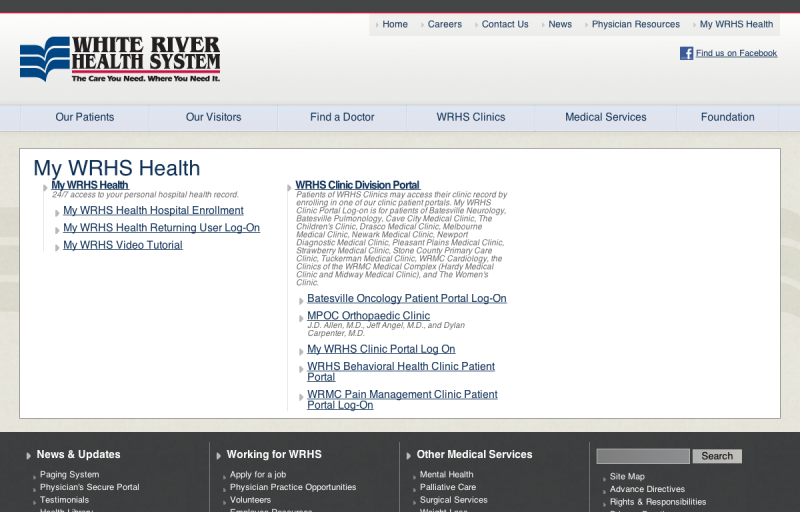 Home
Careers
Contact Us
News
Physician Resources
My WRHS Health
WHITE RIVER
HEALTH SYSTEM
The Care You Need. Where You Need It.
Find us on Facebook
Our Patients
Our Visitors
Find a Doctor
WRHS Clinics
Medical Services
Foundation
My WRHS Health
My WRHS Health
24/7 access to your personal hospital health record.
My WRHS Health Hospital Enrollment
My WRHS Health Returning User Log-On
My WRHS Video Tutorial
WRHS Clinic Division Portal
Patients of WRHS Clinics may access their clinic record by
enrolling in one of our clinic patient portals. My WRHS
Clinic Portal Log-on is for patients of Batesville Neurology,
Batesville Pulmonology, Cave City Medical Clinic, The
Children's Clinic, Drasco Medical Clinic, Melbourne
Medical Clinic, Newark Medical Clinic, Newport
Diagnostic Medical Clinic, Pleasant Plains Medical Clinic,
Strawberry Medical Clinic, Stone County Primary Care
Clinic, Tuckerman Medical Clinic, WRMC Cardiology, the
Clinics of the WRMC Medical Complex (Hardy Medical
Clinic and Midway Medical Clinic), and The Women's
Clinic.
Batesville Oncology Patient Portal Log-On
MPOC Orthopaedic Clinic
J.D. Allen, M.D., Jeff Angel, M.D., and Dylan
Carpenter, M.D.
My WRHS Clinic Portal Log On
WRHS Behavioral Health Clinic Patient
Portal
WRMC Pain Management Clinic Patient
Portal Log-On
News & Updates
Paging System
Physician's Secure Portal
Testimonials
Health Library
Working for WRHS
Apply for a job
Physician Practice Opportunities
Volunteers
Employee Resources
Other Medical Services
Mental Health
Palliative Care
Surgical Services
Weight Loss
Search
Site Map
Advance Directives
Rights & Responsibilities